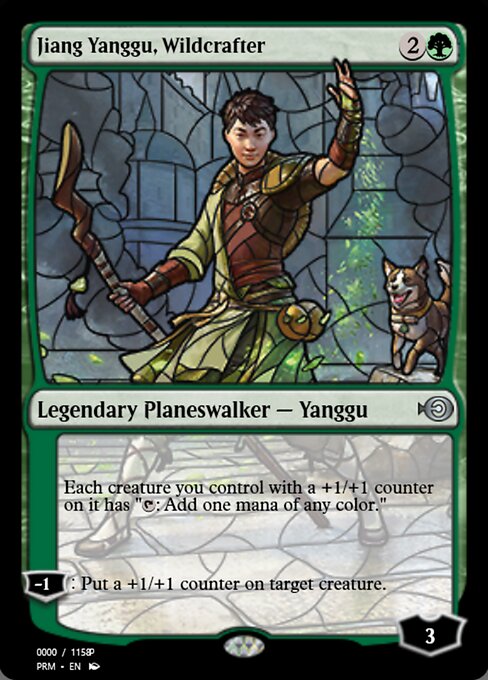 Jiang Yanggu, Wildcrafter 2
Legendary Planeswalker — Yanggu
Each creature you control with a +1/+1 counter
on it has "T: Add one mana of any color."
-1 : Put a +1/+1 counter on target creature.
3
0000 / 1158P
PRM • EN